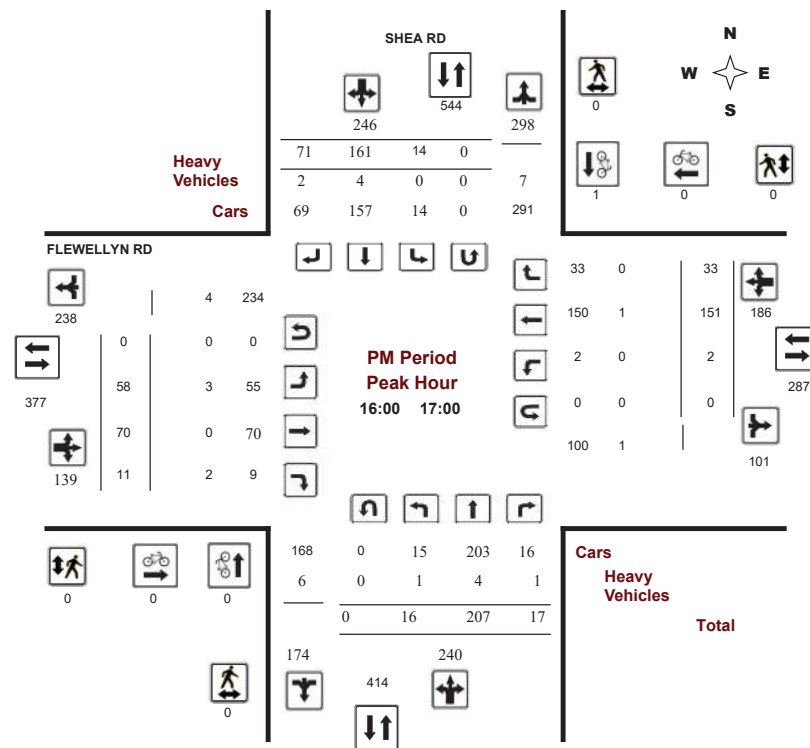 SHEA RD
N
W E
S
544
0
246
298
71 161 14 0
Heavy
Vehicles
2 4 0 0 7
Cars
69 157 14 0 291
1 0 0
FLEWELLYN RD
33 0 33
238
4 234
150 1 151 186
0 0 0
PM Period
Peak Hour
16:00 17:00
2 0 2
377
58 3 55
287
0 0 0
70 0 70
100 1
101
139
11 2 9
168 0 15 203 16
Cars
6 0 1 4 1
Heavy
Vehicles
0 0 0
0 16 207 17
Total
174
240
414
0